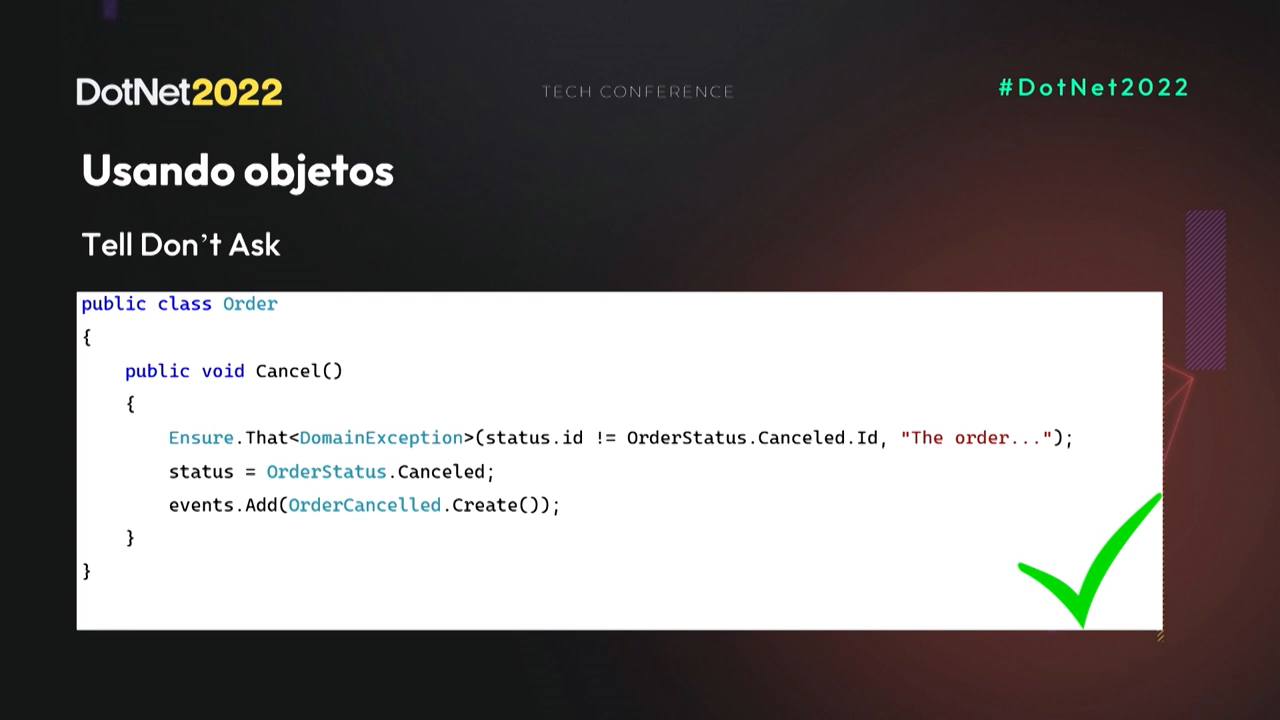 DotNet2022
TECH CONFERENCE
#DotNet2022
Usando objetos
Tell Don't Ask
public class Order
{
    public void Cancel()
    {
        Ensure.That<DomainException>(status.id != OrderStatus.Canceled.Id, "The order...");
        status = OrderStatus.Canceled;
        events.Add(OrderCancelled.Create());
    }
}